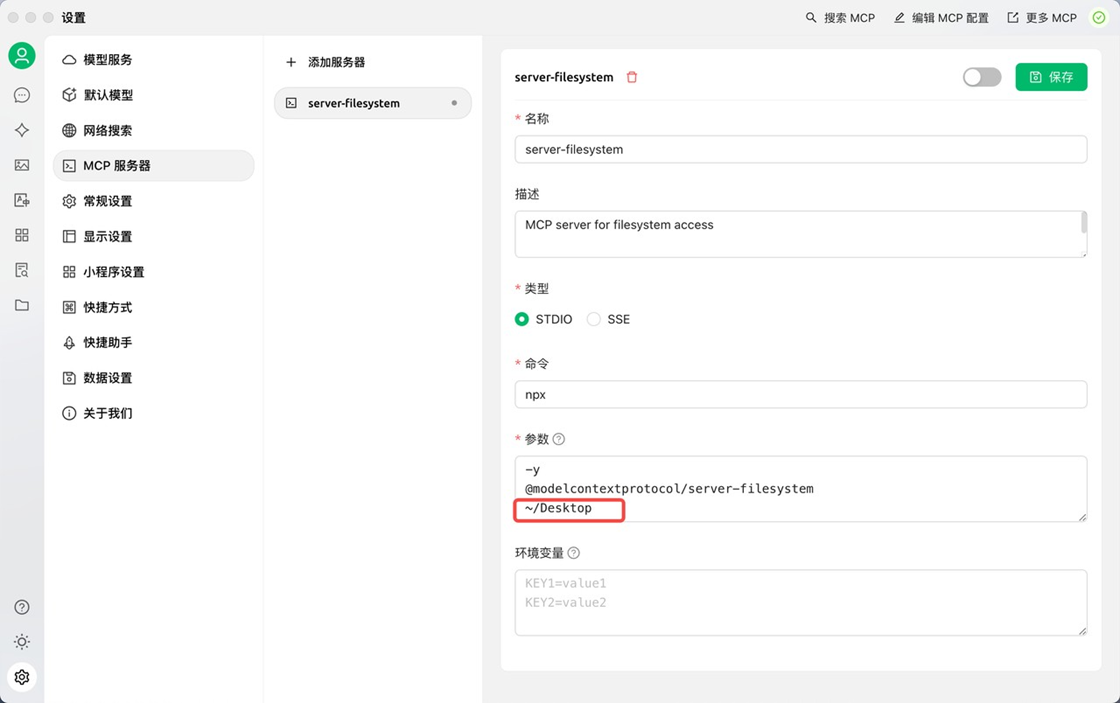 设置
搜索 MCP
编辑 MCP 配置
更多 MCP
模型服务
默认模型
网络搜索
MCP 服务器
常规设置
显示设置
小程序设置
快捷方式
快捷助手
数据设置
关于我们
添加服务器
server-filesystem
server-filesystem
保存
* 名称
server-filesystem
描述
MCP server for filesystem access
* 类型
STDIO
SSE
* 命令
npx
* 参数
-y
@modelcontextprotocol/server-filesystem
~/Desktop
环境变量
KEY1=value1
KEY2=value2